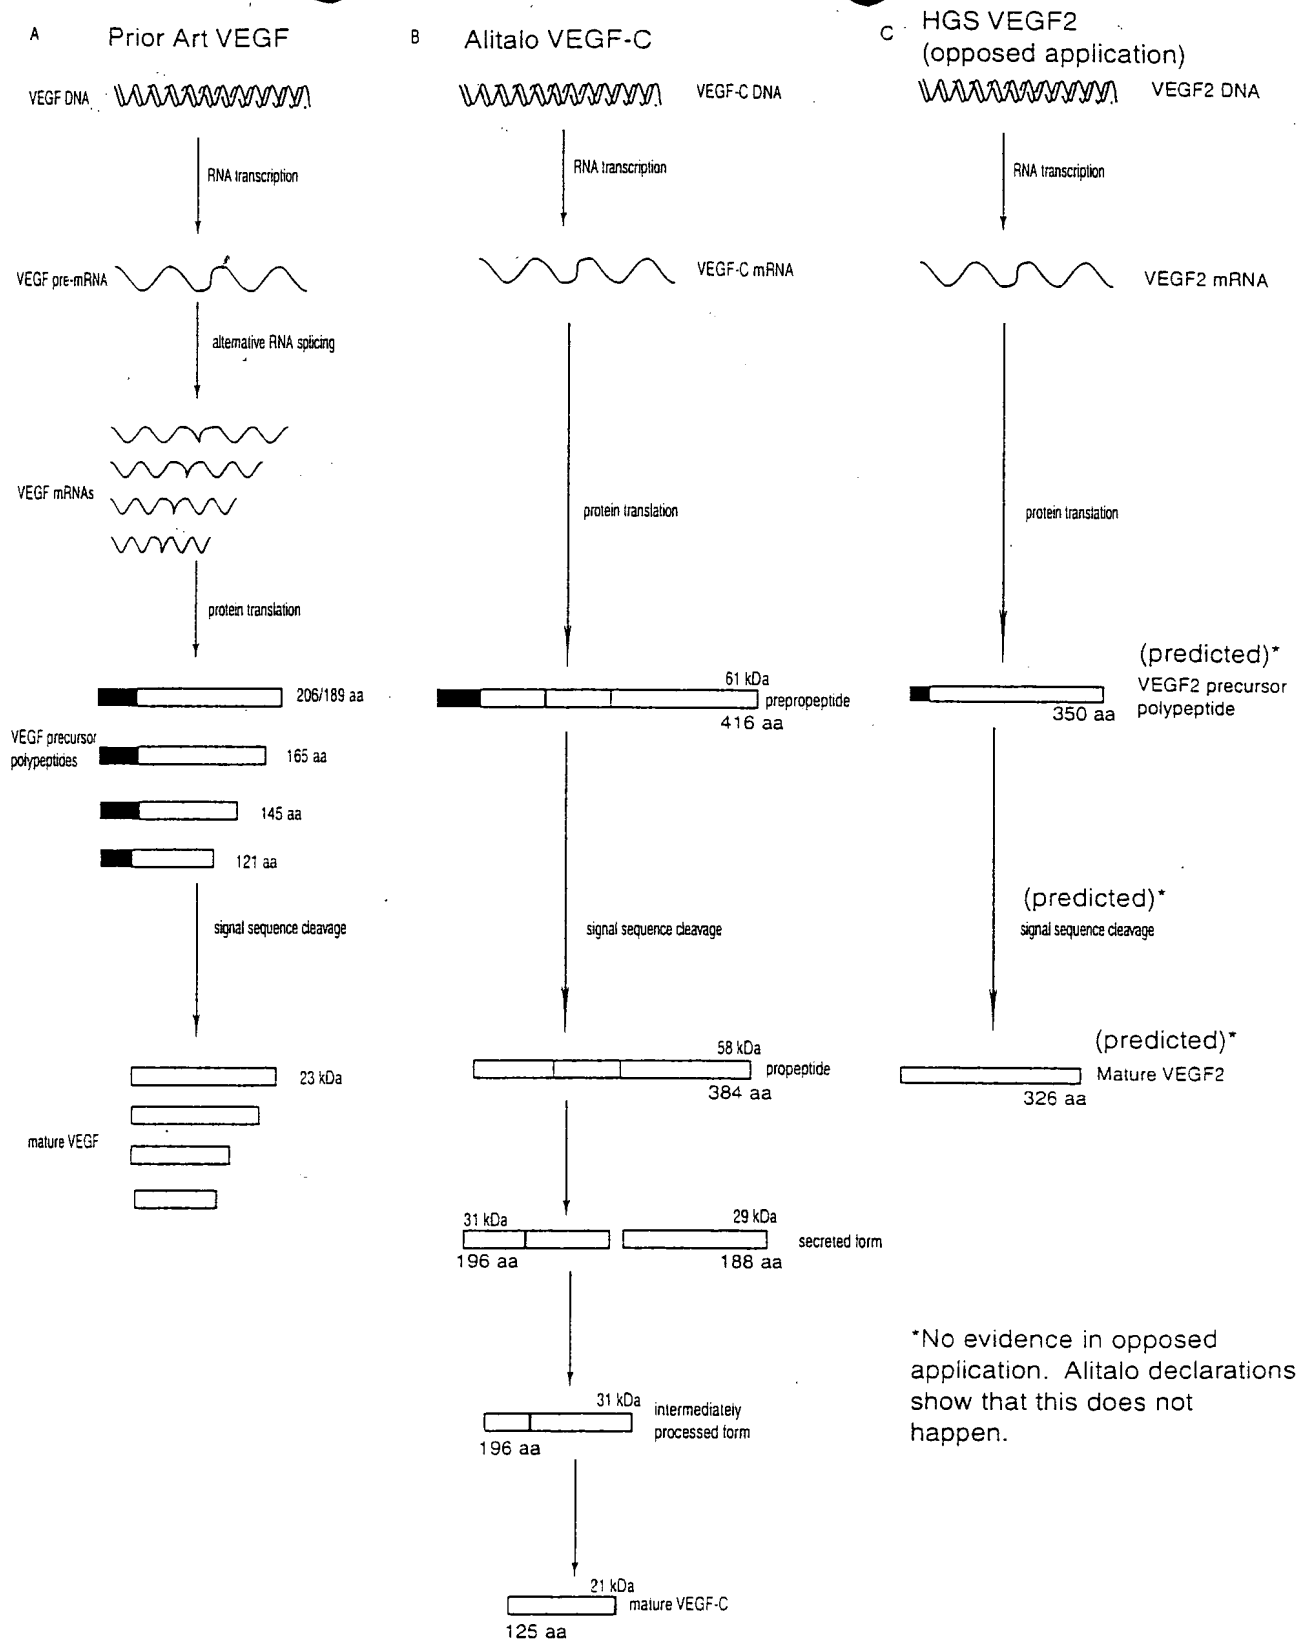 A
Prior Art VEGF
VEGF DNA
RNA transcription
VEGF pre-mRNA
alternative RNA splicing
VEGF mRNAs
protein translation
206/189 aa
VEGF precursor
polypeptides
165 aa
145 aa
121 aa
signal sequence cleavage
23 kDa
mature VEGF
B
Alitalo VEGF-C
VEGF-C DNA
RNA transcription
VEGF-C mRNA
protein translation
61 kDa
prepropeptide
416 aa
signal sequence cleavage
58 kDa
propeptide
384 aa
31 kDa
29 kDa
secreted form
196 aa
188 aa
31 kDa
intermediately
processed form
196 aa
21 kDa
mature VEGF-C
125 aa
C
HGS VEGF2
(opposed application)
VEGF2 DNA
RNA transcription
VEGF2 mRNA
protein translation
(predicted)*
VEGF2 precursor
polypeptide
350 aa
(predicted)*
signal sequence cleavage
(predicted)*
Mature VEGF2
326 aa
*No evidence in opposed
application. Alitalo declarations
show that this does not
happen.